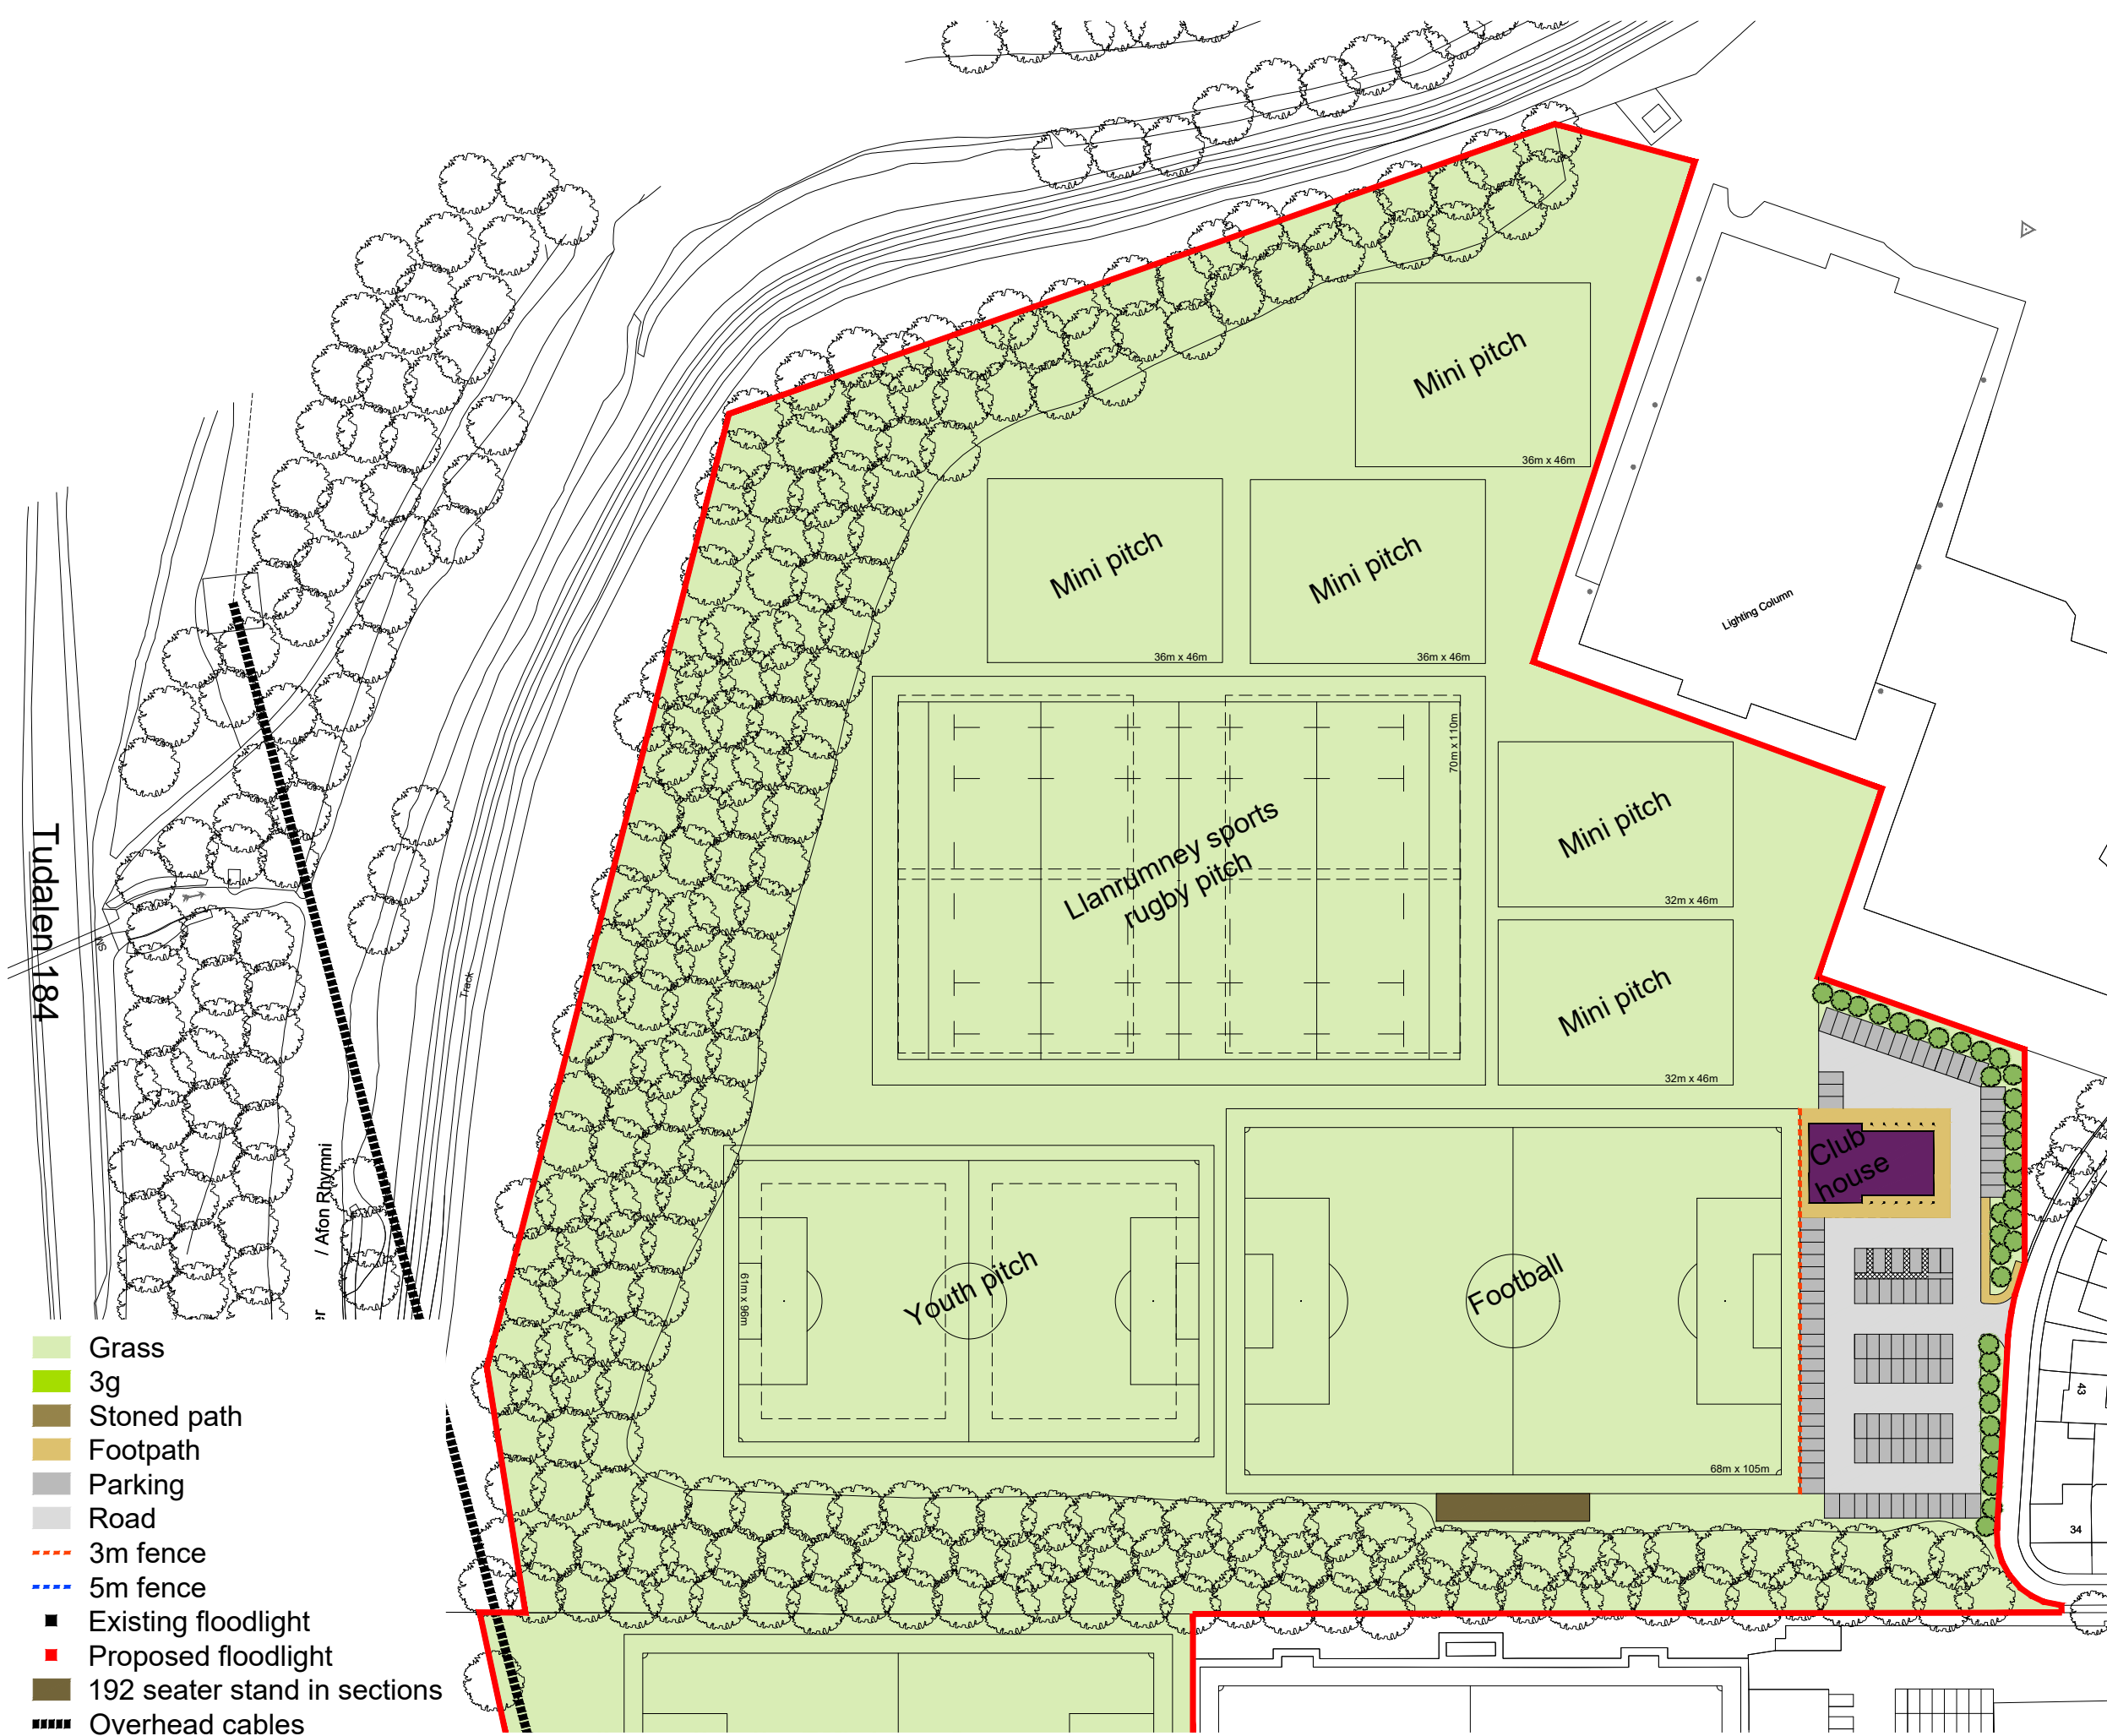 Mini pitch
36m x 46m
Mini pitch
36m x 46m
Mini pitch
36m x 46m
Lighting Column
Llanrumney sports
rugby pitch
70m x 110m
Mini pitch
32m x 46m
Mini pitch
32m x 46m
Tudalen 184
Track
/ Afon Rhymni
er
Club
house
Youth pitch
61m x 96m
Football
68m x 105m
43
34
Grass
3g
Stoned path
Footpath
Parking
Road
3m fence
5m fence
Existing floodlight
Proposed floodlight
192 seater stand in sections
Overhead cables